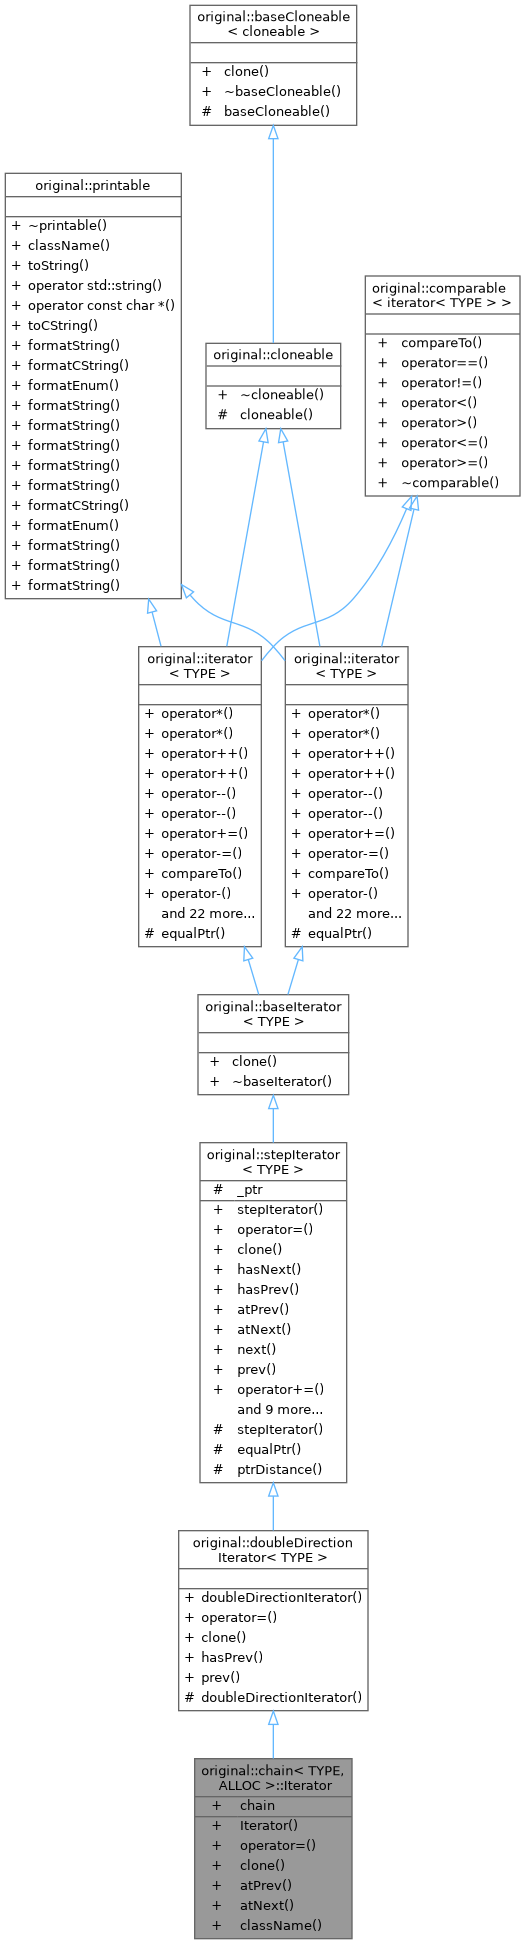 original::baseCloneable
< cloneable >
+ clone()
+ ~baseCloneable()
# baseCloneable()
original::printable
+ ~printable()
+ className()
+ toString()
+ operator std::string()
+ operator const char *()
+ toCString()
+ formatString()
+ formatCString()
+ formatEnum()
+ formatString()
+ formatString()
+ formatString()
+ formatString()
+ formatString()
+ formatCString()
+ formatEnum()
+ formatString()
+ formatString()
+ formatString()
original::comparable
< iterator< TYPE > >
+ compareTo()
+ operator==()
+ operator!=()
+ operator<()
+ operator>()
+ operator<=()
+ operator>=()
+ ~comparable()
original::cloneable
+ ~cloneable()
# cloneable()
original::iterator
< TYPE >
+ operator*()
+ operator*()
+ operator++()
+ operator++()
+ operator--()
+ operator--()
+ operator+=()
+ operator-=()
+ compareTo()
+ operator-()
and 22 more...
# equalPtr()
original::iterator
< TYPE >
+ operator*()
+ operator*()
+ operator++()
+ operator++()
+ operator--()
+ operator--()
+ operator+=()
+ operator-=()
+ compareTo()
+ operator-()
and 22 more...
# equalPtr()
original::baseIterator
< TYPE >
+ clone()
+ ~baseIterator()
original::stepIterator
< TYPE >
# _ptr
+ stepIterator()
+ operator=()
+ clone()
+ hasNext()
+ hasPrev()
+ atPrev()
+ atNext()
+ next()
+ prev()
+ operator+=()
and 9 more...
# stepIterator()
# equalPtr()
# ptrDistance()
original::doubleDirection
Iterator< TYPE >
+ doubleDirectionIterator()
+ operator=()
+ clone()
+ hasPrev()
+ prev()
# doubleDirectionIterator()
original::chain< TYPE,
ALLOC >::Iterator
+ chain
+ Iterator()
+ operator=()
+ clone()
+ atPrev()
+ atNext()
+ className()